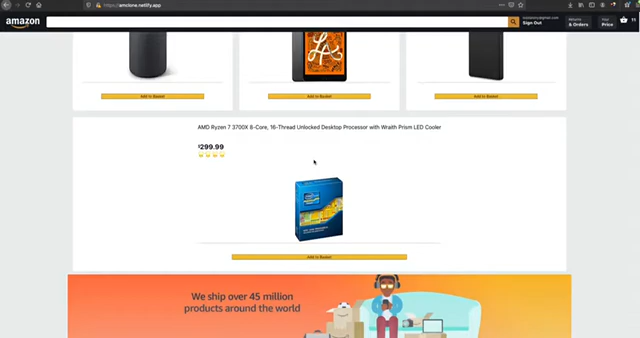 https://amclone.netlify.app
amazon
Sign Out
Returns
& Orders
Your
Prime
11
Add to Basket
Add to Basket
Add to Basket
AMD Ryzen 7 3700X 8-Core, 16-Thread Unlocked Desktop Processor with Wraith Prism LED Cooler
$299.99
Add to Basket
We ship over 45 million
products around the world